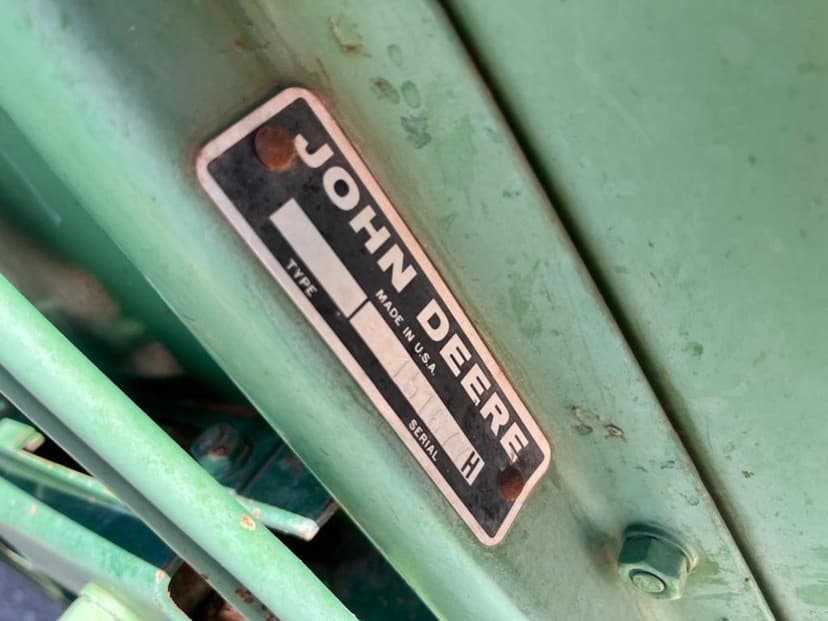 JOHN DEERE
MADE IN U.S.A.
TYPE
SERIAL
H